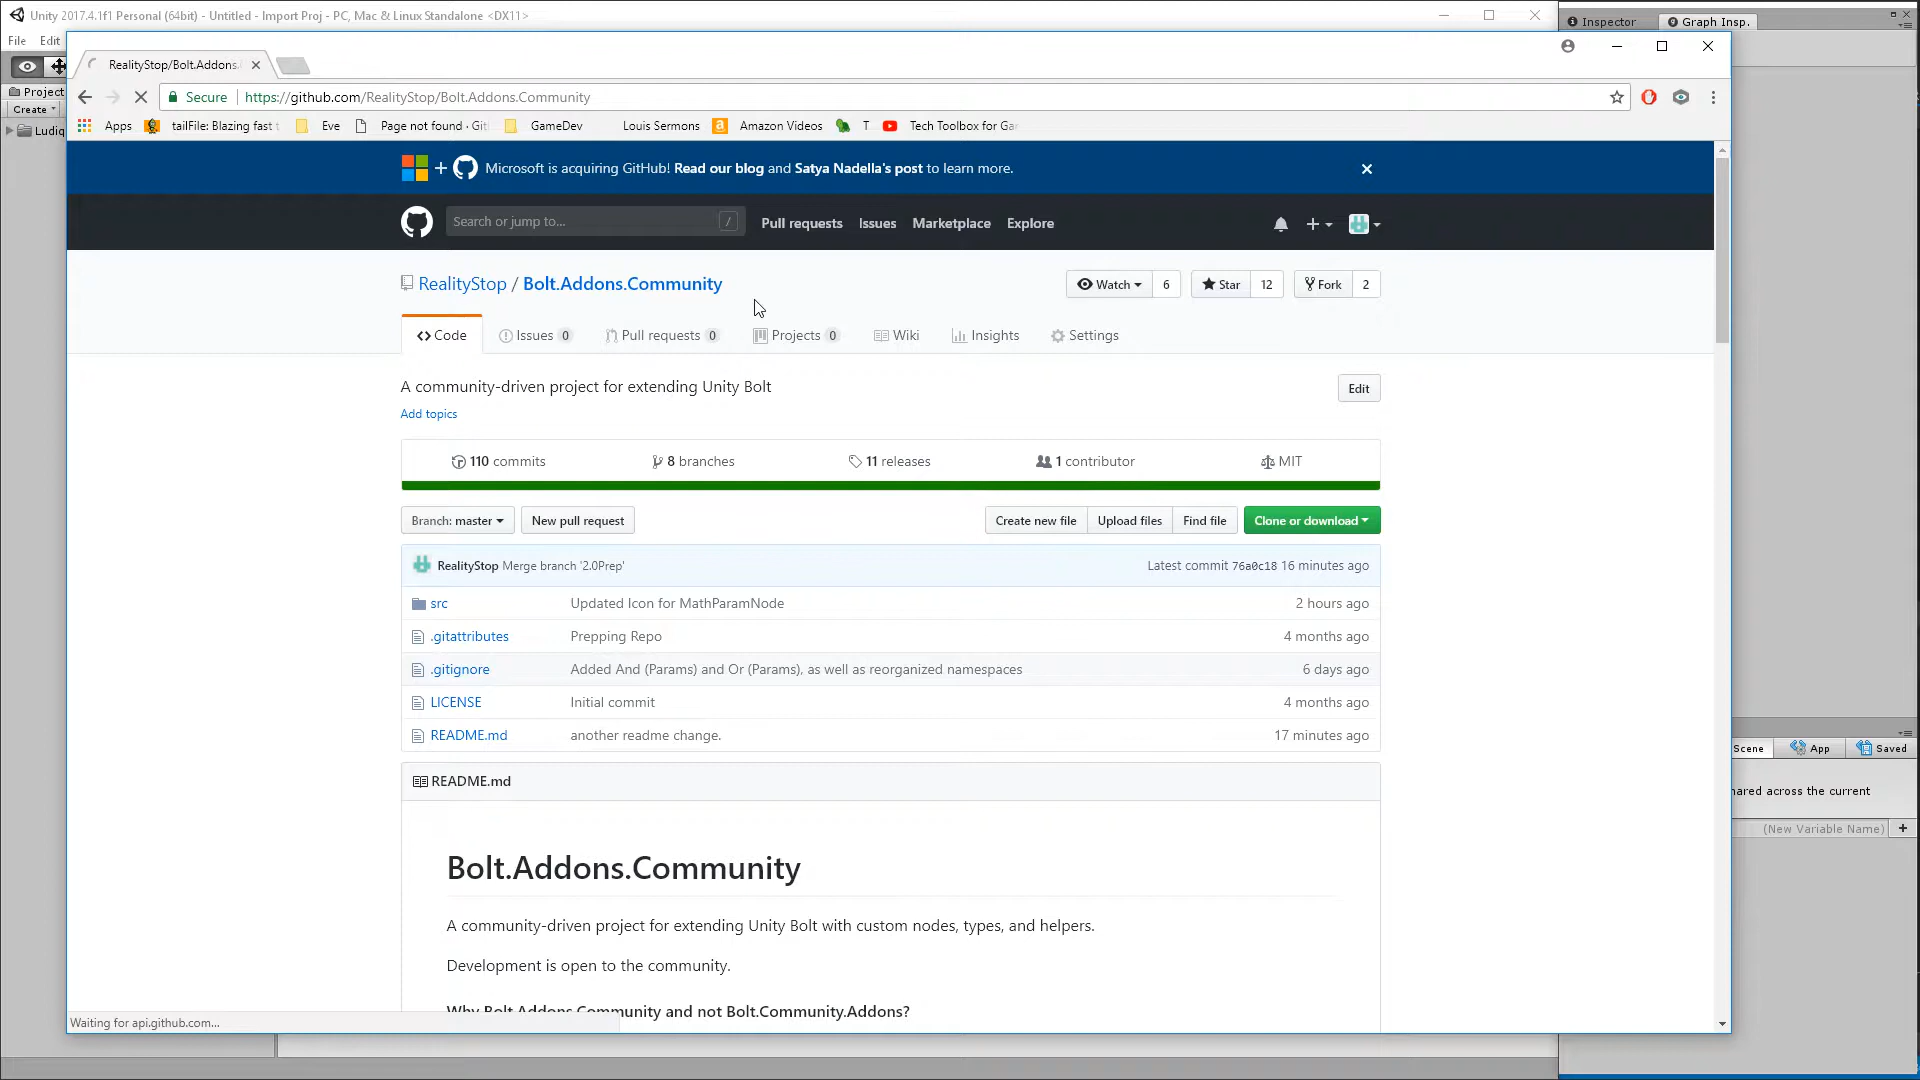 Unity 2017.4.1f1 Personal (64bit) - Untitled - Import Proj - PC, Mac & Linux Standalone <DX11>
Inspector
Graph Insp.
File Edit
RealityStop/Bolt.Addons.
Project
Create
Secure
https://github.com/RealityStop/Bolt.Addons.Community
Ludiq
Apps
tailFile: Blazing fast
Eve
Page not found · Git
GameDev
Louis Sermons
Amazon Videos
T
Tech Toolbox for Ga
Microsoft is acquiring GitHub! Read our blog and Satya Nadella's post to learn more.
Search or jump to...
/
Pull requests
Issues
Marketplace
Explore
RealityStop / Bolt.Addons.Community
Watch 6
Star 12
Fork 2
Code
Issues 0
Pull requests 0
Projects 0
Wiki
Insights
Settings
A community-driven project for extending Unity Bolt
Edit
Add topics
110 commits
8 branches
11 releases
1 contributor
MIT
Branch: master
New pull request
Create new file
Upload files
Find file
Clone or download
RealityStop Merge branch '2.0Prep'
Latest commit 76a0c18 16 minutes ago
src
Updated Icon for MathParamNode
2 hours ago
.gitattributes
Prepping Repo
4 months ago
.gitignore
Added And (Params) and Or (Params), as well as reorganized namespaces
6 days ago
LICENSE
Initial commit
4 months ago
README.md
another readme change.
17 minutes ago
Scene
App
Saved
README.md
hared across the current
(New Variable Name)
Bolt.Addons.Community
A community-driven project for extending Unity Bolt with custom nodes, types, and helpers.
Development is open to the community.
Why Bolt.Addons.Community and not Bolt.Community.Addons?
Waiting for api.github.com...